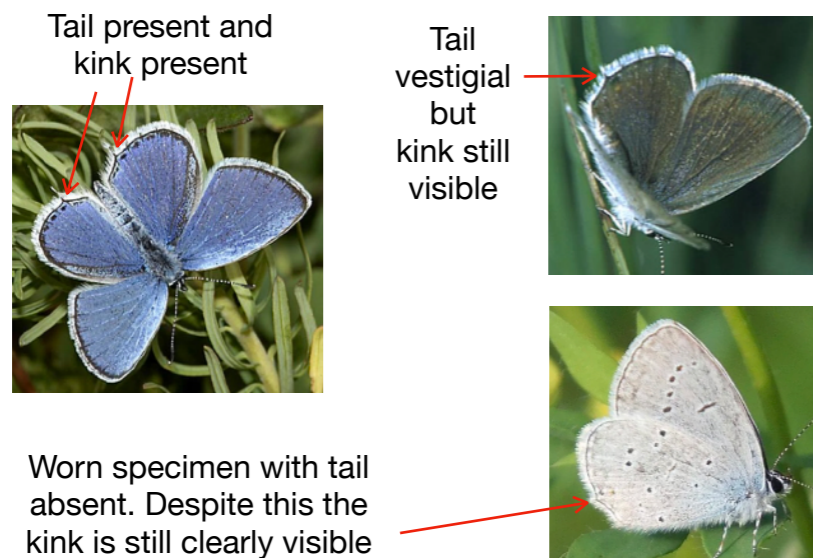 Tail present and
kink present
Tail
vestigial
but
kink still
visible
Worn specimen with tail
absent. Despite this the
kink is still clearly visible